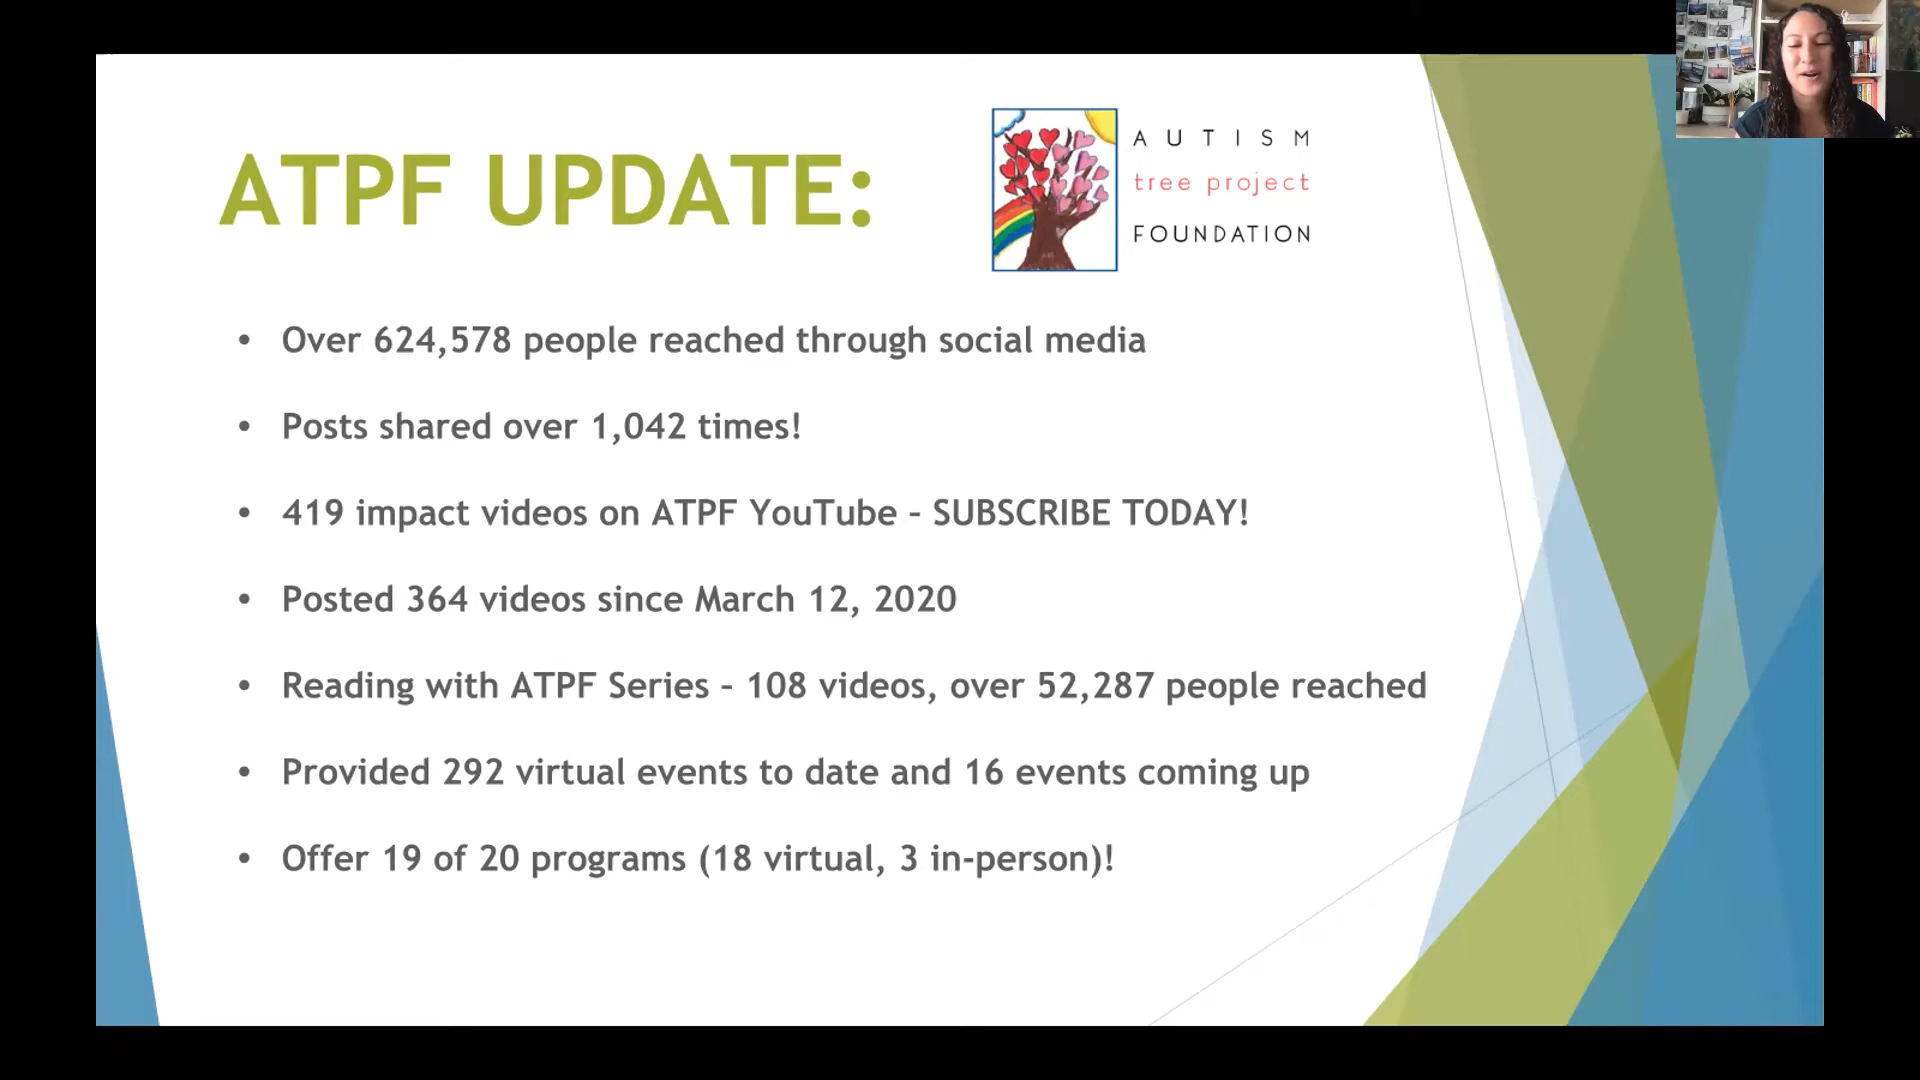 ATPF UPDATE:
AUTISM
tree project
FOUNDATION
• Over 624,578 people reached through social media
• Posts shared over 1,042 times!
• 419 impact videos on ATPF YouTube – SUBSCRIBE TODAY!
• Posted 364 videos since March 12, 2020
• Reading with ATPF Series – 108 videos, over 52,287 people reached
• Provided 292 virtual events to date and 16 events coming up
• Offer 19 of 20 programs (18 virtual, 3 in-person)!